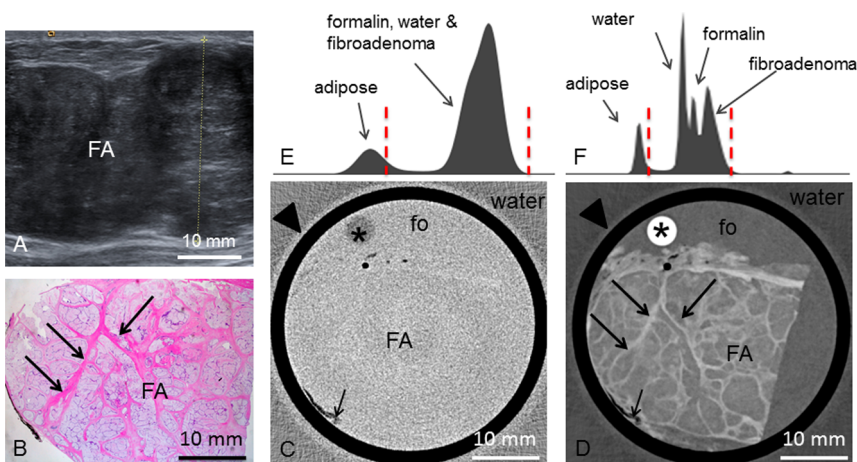 FA
10 mm
A
FA
10 mm
B
formalin, water &
fibroadenoma
adipose
E
water
formalin
fibroadenoma
adipose
F
water
*
fo
FA
C
10 mm
water
*
fo
FA
D
10 mm